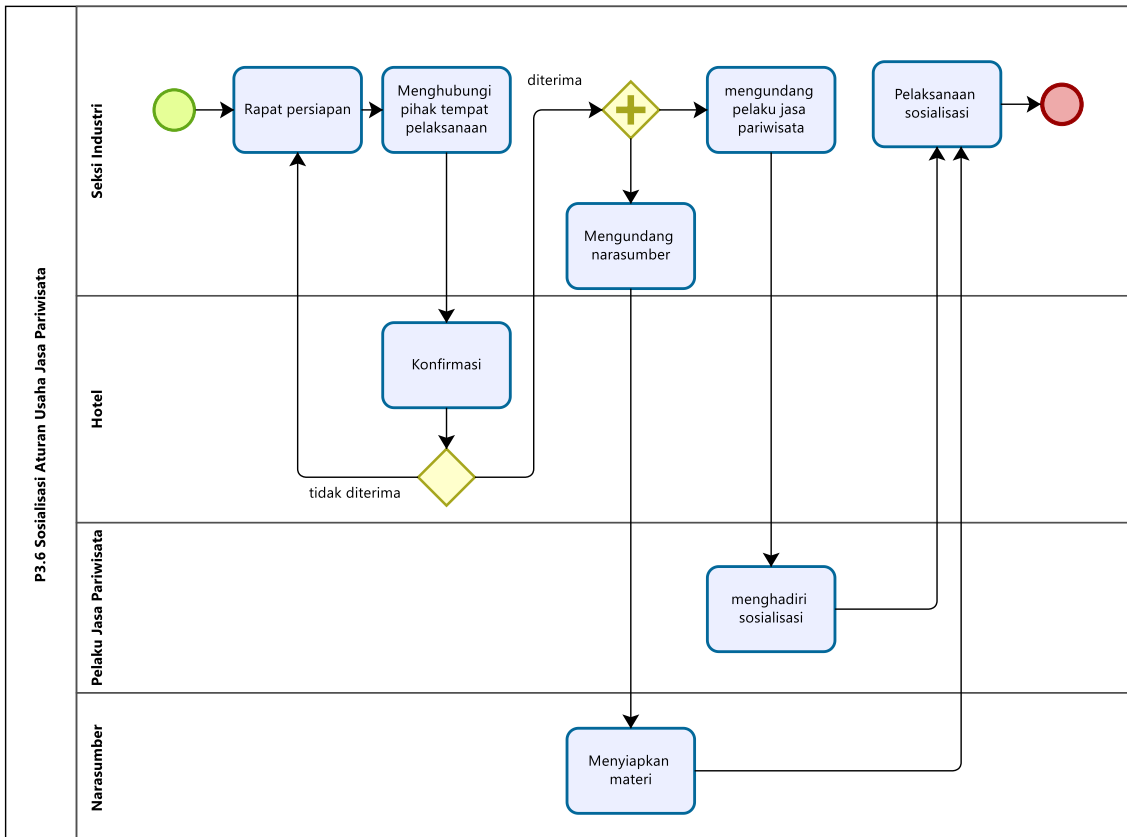 P3.6 Sosialisasi Aturan Usaha Jasa Pariwisata
Seksi Industri
Rapat persiapan
Menghubungi
pihak tempat
pelaksanaan
diterima
mengundang
pelaku jasa
pariwisata
Pelaksanaan
sosialisasi
Mengundang
narasumber
Hotel
Konfirmasi
tidak diterima
Pelaku Jasa Pariwisata
menghadiri
sosialisasi
Narasumber
Menyiapkan
materi